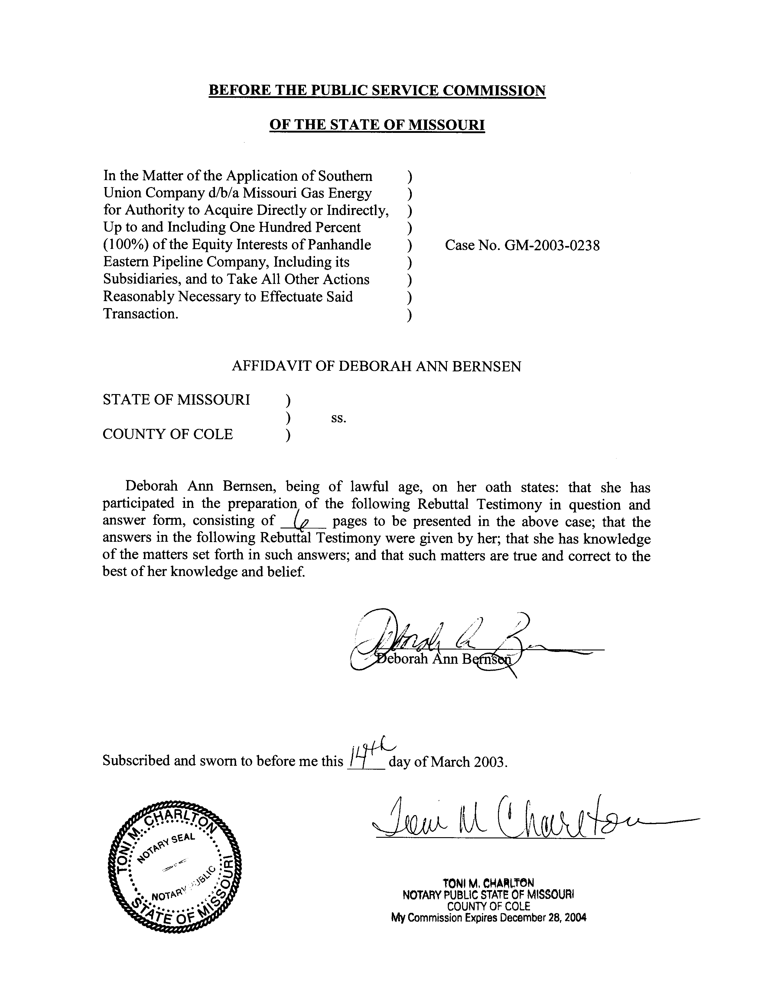 BEFORE THE PUBLIC SERVICE COMMISSION
OF THE STATE OF MISSOURI
In the Matter of the Application of Southern )
Union Company d/b/a Missouri Gas Energy )
for Authority to Acquire Directly or Indirectly, )
Up to and Including One Hundred Percent )
(100%) of the Equity Interests of Panhandle ) Case No. GM-2003-0238
Eastern Pipeline Company, Including its )
Subsidiaries, and to Take All Other Actions )
Reasonably Necessary to Effectuate Said )
Transaction. )
AFFIDAVIT OF DEBORAH ANN BERNSEN
STATE OF MISSOURI )
) ss.
COUNTY OF COLE )
Deborah Ann Bernsen, being of lawful age, on her oath states: that she has
participated in the preparation of the following Rebuttal Testimony in question and
answer form, consisting of 6 pages to be presented in the above case; that the
answers in the following Rebuttal Testimony were given by her; that she has knowledge
of the matters set forth in such answers; and that such matters are true and correct to the
best of her knowledge and belief.
Deborah A Ber
Deborah Ann Bernsen
Subscribed and sworn to before me this 14th day of March 2003.
Toni M Charlton
TONI M. CHARLTON
NOTARY SEAL
NOTARY PUBLIC
STATE OF MISSOURI
TONI M. CHARLTON
NOTARY PUBLIC STATE OF MISSOURI
COUNTY OF COLE
My Commission Expires December 28, 2004